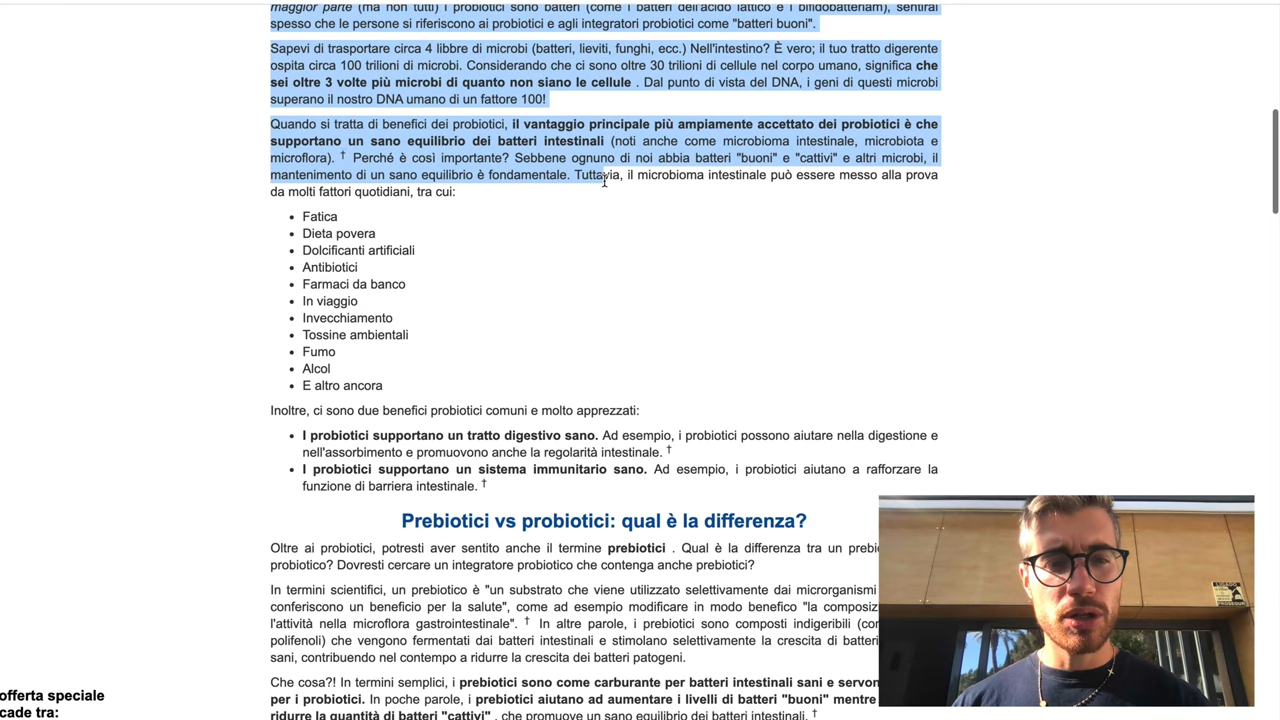 maggior parte (ma non tutti) i probiotici sono batteri (come i batteri dell'acido lattico e i bifidobatteri), sentirai
spesso che le persone si riferiscono ai probiotici e agli integratori probiotici come "batteri buoni".
Sapevi di trasportare circa 4 libbre di microbi (batteri, lieviti, funghi, ecc.) Nell'intestino? È vero; il tuo tratto digerente
ospita circa 100 trilioni di microbi. Considerando che ci sono oltre 30 trilioni di cellule nel corpo umano, significa che
sei oltre 3 volte più microbi di quanto non siano le cellule . Dal punto di vista del DNA, i geni di questi microbi
superano il nostro DNA umano di un fattore 100!
Quando si tratta di benefici dei probiotici, il vantaggio principale più ampiamente accettato dei probiotici è che
supportano un sano equilibrio dei batteri intestinali (noti anche come microbioma intestinale, microbiota e
microflora). † Perché è così importante? Sebbene ognuno di noi abbia batteri "buoni" e "cattivi" e altri microbi, il
mantenimento di un sano equilibrio è fondamentale. Tuttavia, il microbioma intestinale può essere messo alla prova
da molti fattori quotidiani, tra cui:
• Fatica
• Dieta povera
• Dolcificanti artificiali
• Antibiotici
• Farmaci da banco
• In viaggio
• Invecchiamento
• Tossine ambientali
• Fumo
• Alcol
• E altro ancora
Inoltre, ci sono due benefici probiotici comuni e molto apprezzati:
• I probiotici supportano un tratto digestivo sano. Ad esempio, i probiotici possono aiutare nella digestione e
nell'assorbimento e promuovono anche la regolarità intestinale. †
• I probiotici supportano un sistema immunitario sano. Ad esempio, i probiotici aiutano a rafforzare la
funzione di barriera intestinale. †
Prebiotici vs probiotici: qual è la differenza?
Oltre ai probiotici, potresti aver sentito anche il termine prebiotici . Qual è la differenza tra un prebio
probiotico? Dovresti cercare un integratore probiotico che contenga anche prebiotici?
In termini scientifici, un prebiotico è "un substrato che viene utilizzato selettivamente dai microrganismi
conferiscono un beneficio per la salute", come ad esempio modificare in modo benefico "la composiz
l'attività nella microflora gastrointestinale". † In altre parole, i prebiotici sono composti indigeribili (con
polifenoli) che vengono fermentati dai batteri intestinali e stimolano selettivamente la crescita di batteri
sani, contribuendo nel contempo a ridurre la crescita dei batteri patogeni.
Che cosa?! In termini semplici, i prebiotici sono come carburante per batteri intestinali sani e servon
per i probiotici. In poche parole, i prebiotici aiutano ad aumentare i livelli di batteri "buoni" mentre
ridurre la quantità di batteri "cattivi" , che promuove un sano equilibrio dei batteri intestinali. †
offerta speciale
cade tra:
PROSEGUR